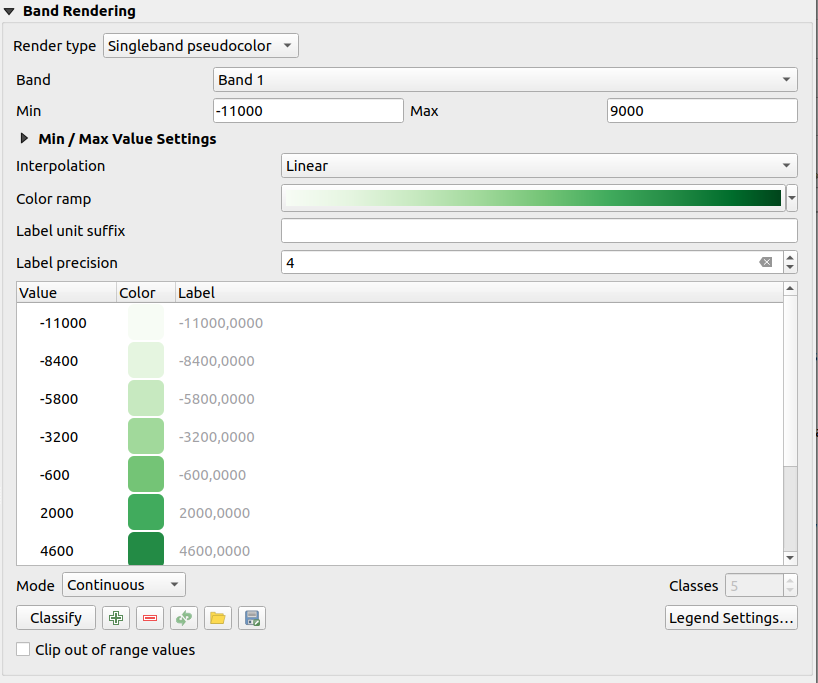 Band Rendering
Render type Singleband pseudocolor
Band Band 1
Min -11000 Max 9000
Min / Max Value Settings
Interpolation Linear
Color ramp
Label unit suffix
Label precision 4
Value Color Label
-11000 -11000,0000
-8400 -8400,0000
-5800 -5800,0000
-3200 -3200,0000
-600 -600,0000
2000 2000,0000
4600 4600,0000
Mode Continuous Classes 5
Classify Legend Settings...
Clip out of range values